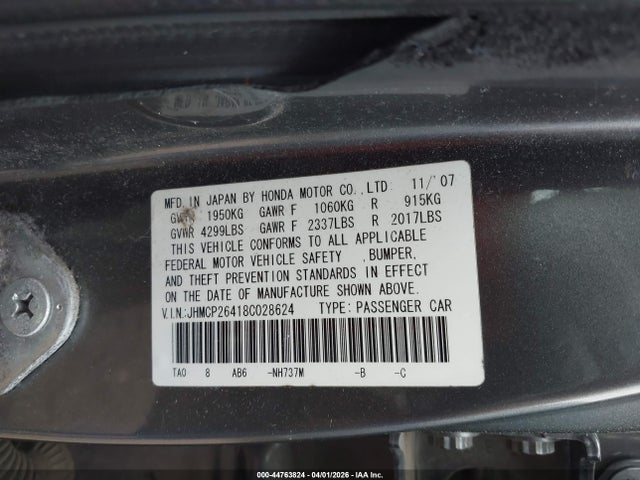 MFD. IN JAPAN BY HONDA MOTOR CO.,LTD 11/'07
GVWR 1950KG GAWR F 1060KG R 915KG
GVWR 4299LBS GAWR F 2337LBS R 2017LBS
THIS VEHICLE CONFORMS TO ALL APPLICABLE
FEDERAL MOTOR VEHICLE SAFETY ,BUMPER,
AND THEFT PREVENTION STANDARDS IN EFFECT
ON THE DATE OF MANUFACTURE SHOWN ABOVE.
V.I.N.:JHMCP26418C028624 TYPE: PASSENGER CAR
TA0 8 AB6 -NH737M -B -C
000-44763824 - 04/01/2026 - IAA Inc.